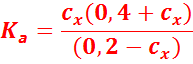 Kₐ = cₓ(0,4 + cₓ) / (0,2 − cₓ)